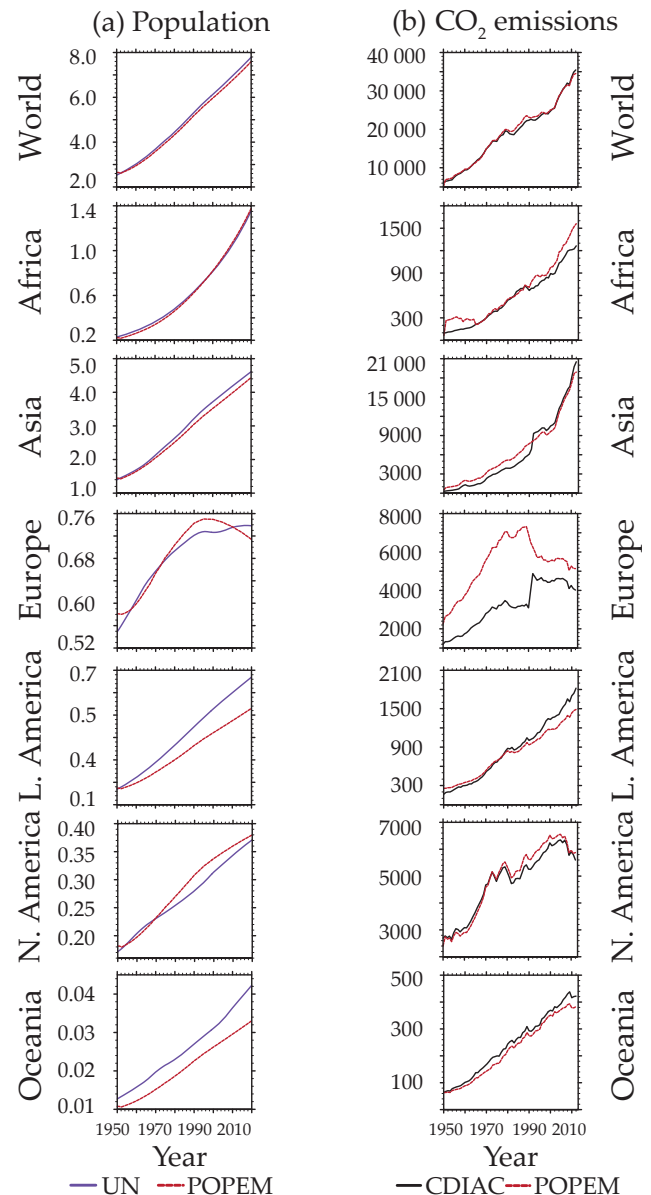 (a) Population
(b) CO2 emissions
World
8.0
6.0
4.0
2.0
40 000
30 000
20 000
10 000
World
Africa
1.4
1.0
0.6
0.2
1500
900
300
Africa
Asia
5.0
4.0
3.0
2.0
1.0
21 000
15 000
9000
3000
Asia
Europe
0.76
0.68
0.60
0.52
8000
6000
4000
2000
Europe
L. America
0.7
0.5
0.4
0.1
2100
1500
900
300
L. America
N. America
0.40
0.35
0.30
0.25
0.20
7000
5000
3000
N. America
Oceania
0.04
0.03
0.02
0.01
500
300
100
Oceania
1950 1970 1990 2010
1950 1970 1990 2010
Year
Year
UN POPEM
CDIAC POPEM